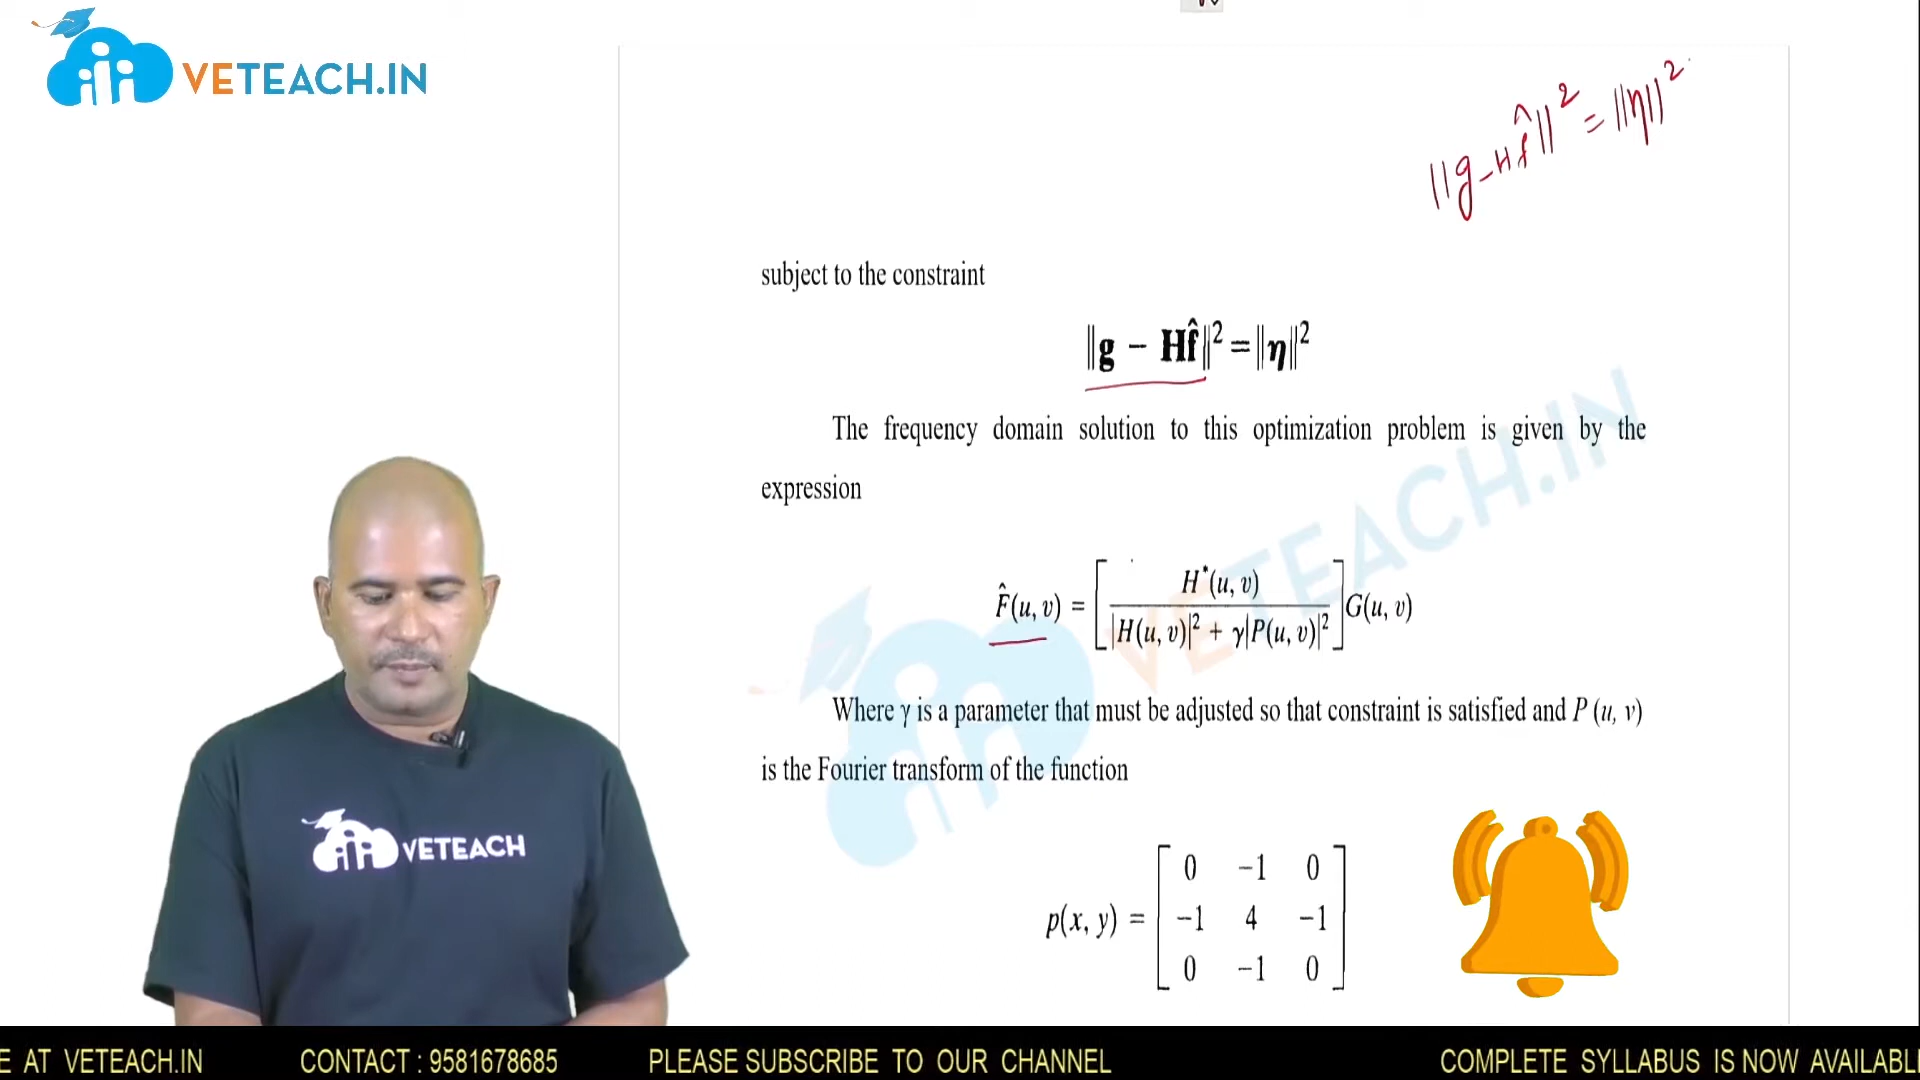 VETEACH.IN
||g-Hf̂||² = ||η||²
subject to the constraint
‖g − Hf̂‖² = ‖η‖²
The frequency domain solution to this optimization problem is given by the
expression
F̂(u, v) = [ H*(u, v) / |H(u, v)|² + γ|P(u, v)|² ] G(u, v)
Where γ is a parameter that must be adjusted so that constraint is satisfied and P (u, v)
is the Fourier transform of the function
p(x, y) = [ 0 −1 0
−1 4 −1
0 −1 0 ]
VETEACH.IN
VETEACH
E AT VETEACH.IN CONTACT : 9581678685 PLEASE SUBSCRIBE TO OUR CHANNEL COMPLETE SYLLABUS IS NOW AVAILABL